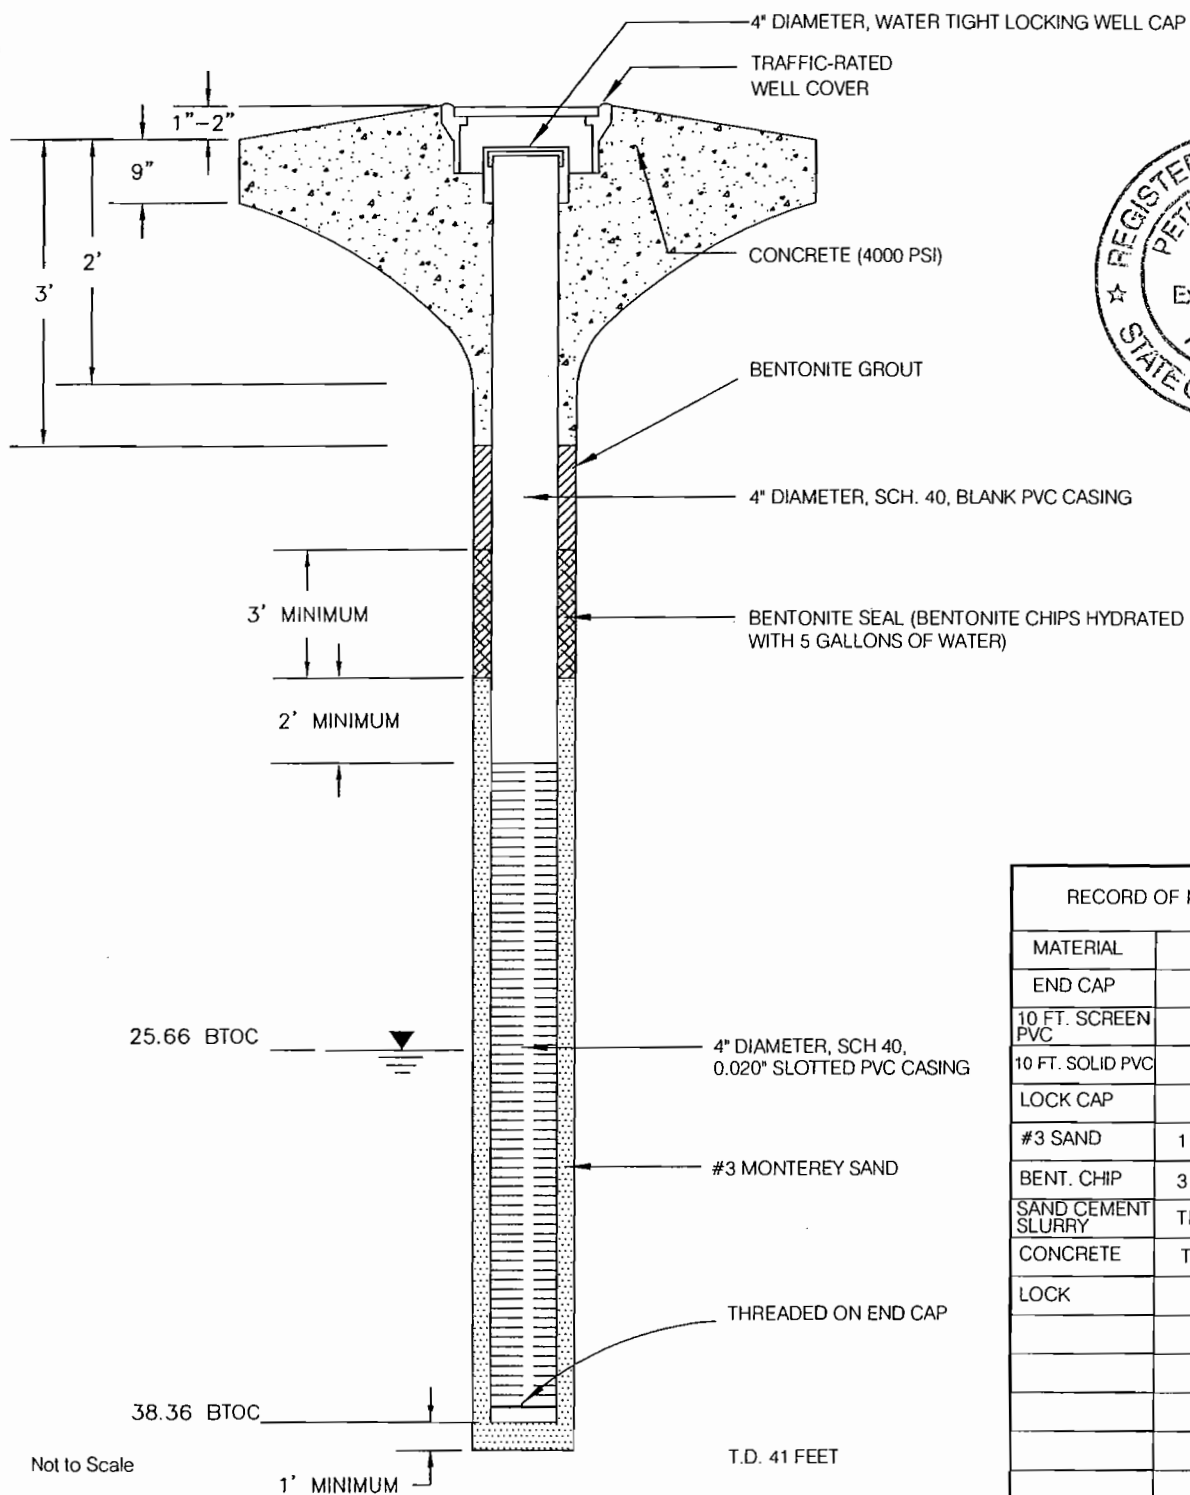 4" DIAMETER, WATER TIGHT LOCKING WELL CAP
TRAFFIC-RATED
WELL COVER
1"-2"
9"
2'
3'
CONCRETE (4000 PSI)
REGISTE
STATE
BENTONITE GROUT
4" DIAMETER, SCH. 40, BLANK PVC CASING
3' MINIMUM
BENTONITE SEAL (BENTONITE CHIPS HYDRATED
WITH 5 GALLONS OF WATER)
2' MINIMUM
RECORD OF
MATERIAL
END CAP
10 FT. SCREEN
PVC
10 FT. SOLID PVC
LOCK CAP
#3 SAND 1
BENT. CHIP 3
SAND CEMENT
SLURRY
CONCRETE T
LOCK
25.66 BTOC
4" DIAMETER, SCH 40,
0.020" SLOTTED PVC CASING
#3 MONTEREY SAND
THREADED ON END CAP
38.36 BTOC
Not to Scale
T.D. 41 FEET
1' MINIMUM